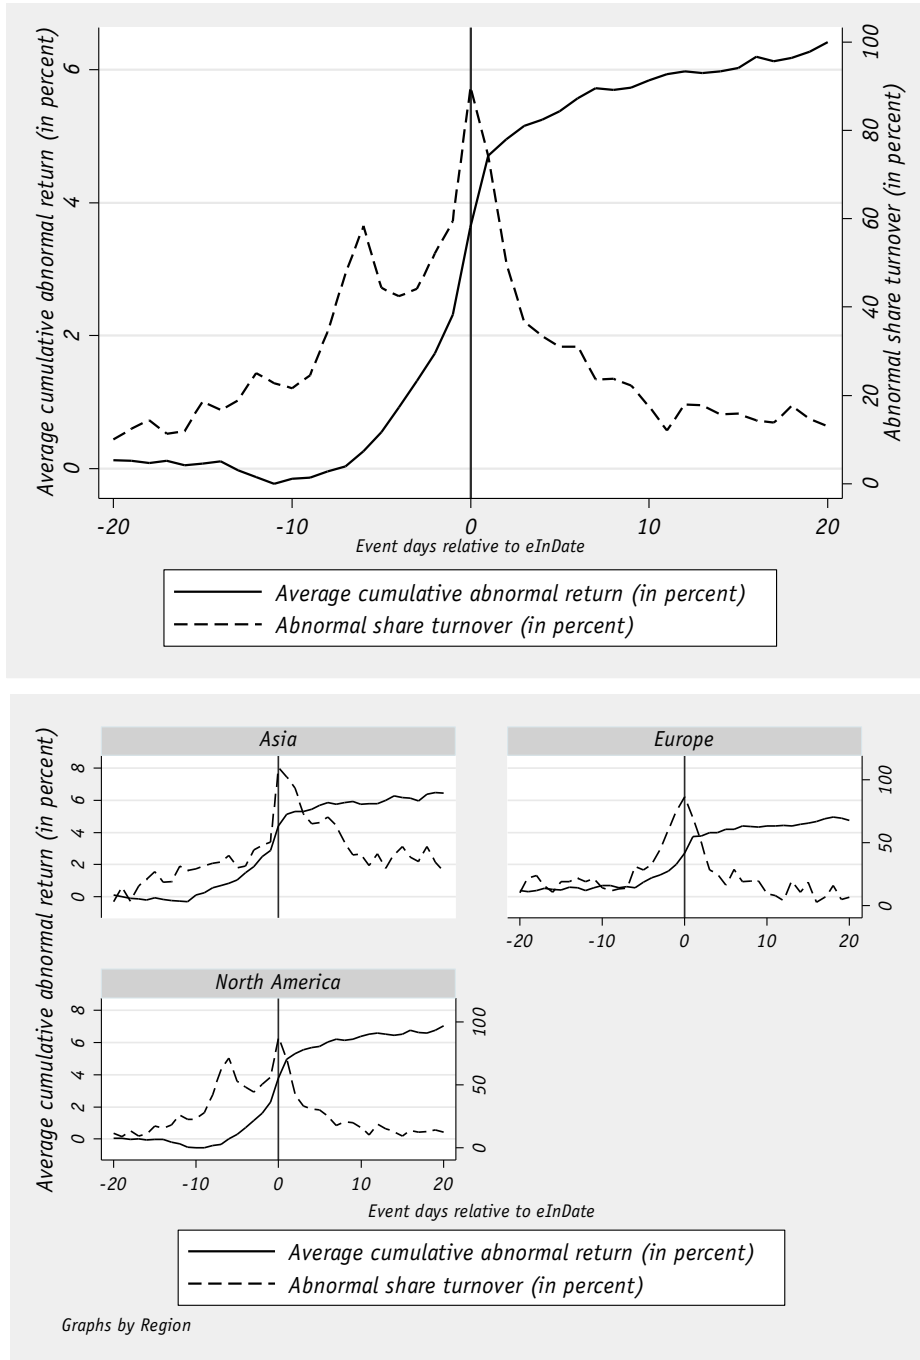 Average cumulative abnormal return (in percent)
6
4
2
0
100
80
60
40
20
0
Abnormal share turnover (in percent)
-20 -10 0 10 20
Event days relative to eInDate
Average cumulative abnormal return (in percent)
Abnormal share turnover (in percent)
Average cumulative abnormal return (in percent)
Asia
8
6
4
2
0
Europe
100
50
0
-20 -10 0 10 20
North America
8
6
4
2
0
100
50
0
-20 -10 0 10 20
Event days relative to eInDate
Average cumulative abnormal return (in percent)
Abnormal share turnover (in percent)
Graphs by Region